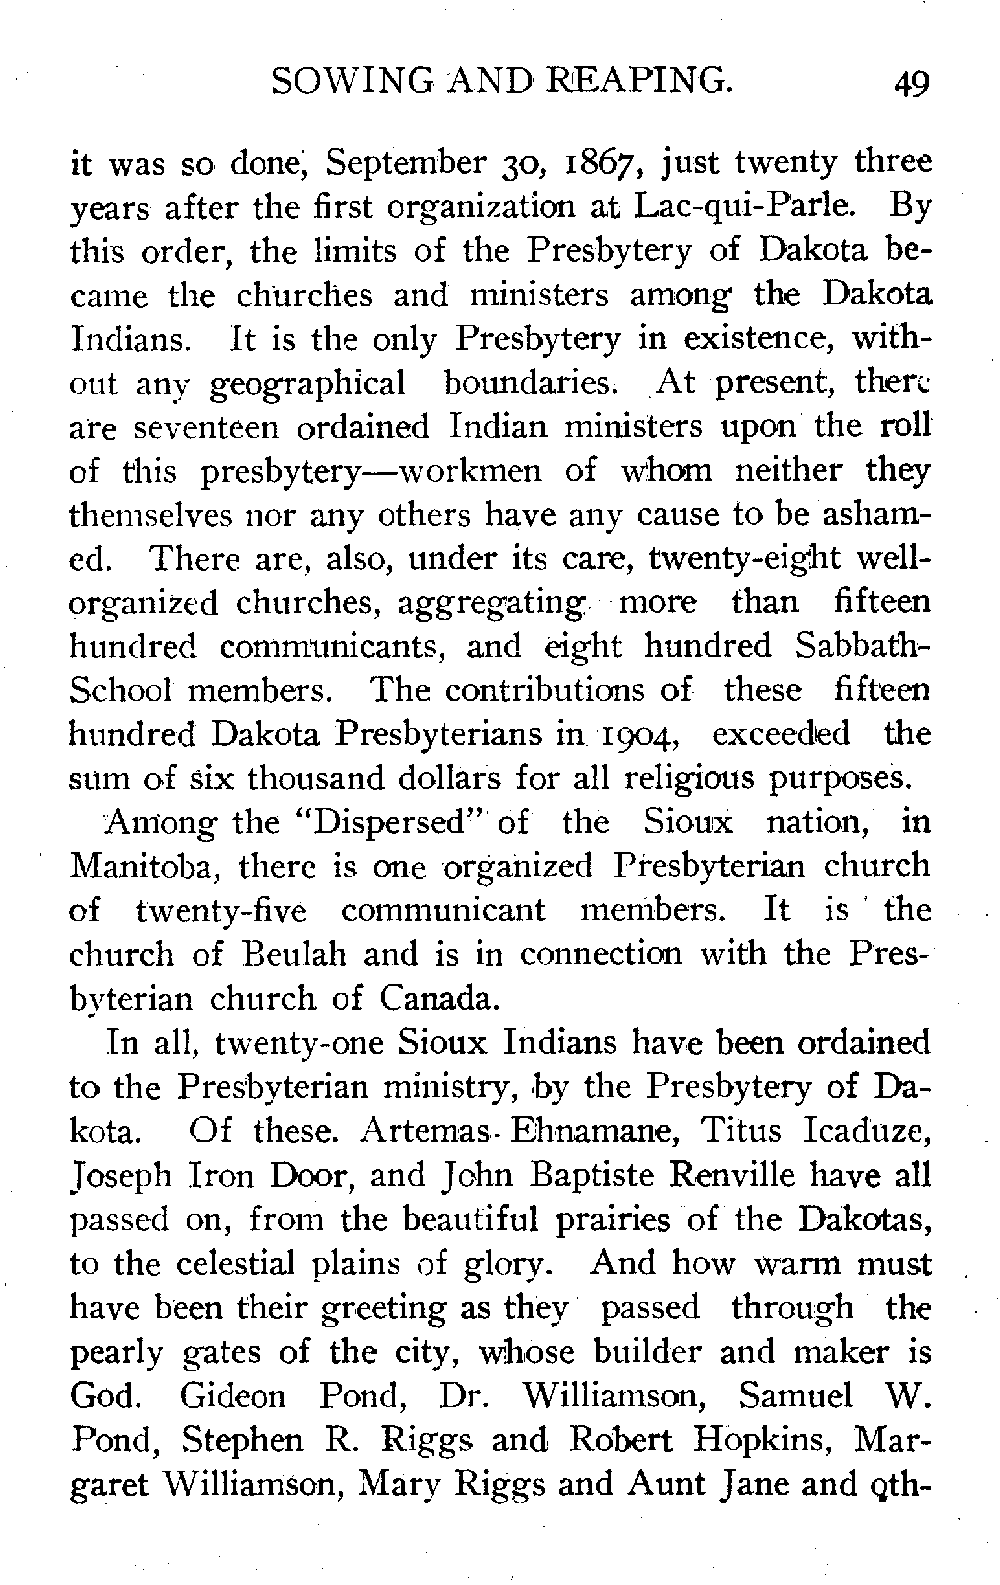 SOWING AND REAPING. 49
it was so done, September 30, 1867, just twenty three
years after the first organization at Lac-qui-Parle. By
this order, the limits of the Presbytery of Dakota be-
came the churches and ministers among the Dakota
Indians. It is the only Presbytery in existence, with-
out any geographical boundaries. At present, there
are seventeen ordained Indian ministers upon the roll
of this presbytery—workmen of whom neither they
themselves nor any others have any cause to be asham-
ed. There are, also, under its care, twenty-eight well-
organized churches, aggregating more than fifteen
hundred communicants, and eight hundred Sabbath-
School members. The contributions of these fifteen
hundred Dakota Presbyterians in 1904, exceeded the
sum of six thousand dollars for all religious purposes.
Among the "Dispersed" of the Sioux nation, in
Manitoba, there is one organized Presbyterian church
of twenty-five communicant members. It is the
church of Beulah and is in connection with the Pres-
byterian church of Canada.
In all, twenty-one Sioux Indians have been ordained
to the Presbyterian ministry, by the Presbytery of Da-
kota. Of these. Artemas Ehnamane, Titus Icaduze,
Joseph Iron Door, and John Baptiste Renville have all
passed on, from the beautiful prairies of the Dakotas,
to the celestial plains of glory. And how warm must
have been their greeting as they passed through the
pearly gates of the city, whose builder and maker is
God. Gideon Pond, Dr. Williamson, Samuel W.
Pond, Stephen R. Riggs and Robert Hopkins, Mar-
garet Williamson, Mary Riggs and Aunt Jane and oth-